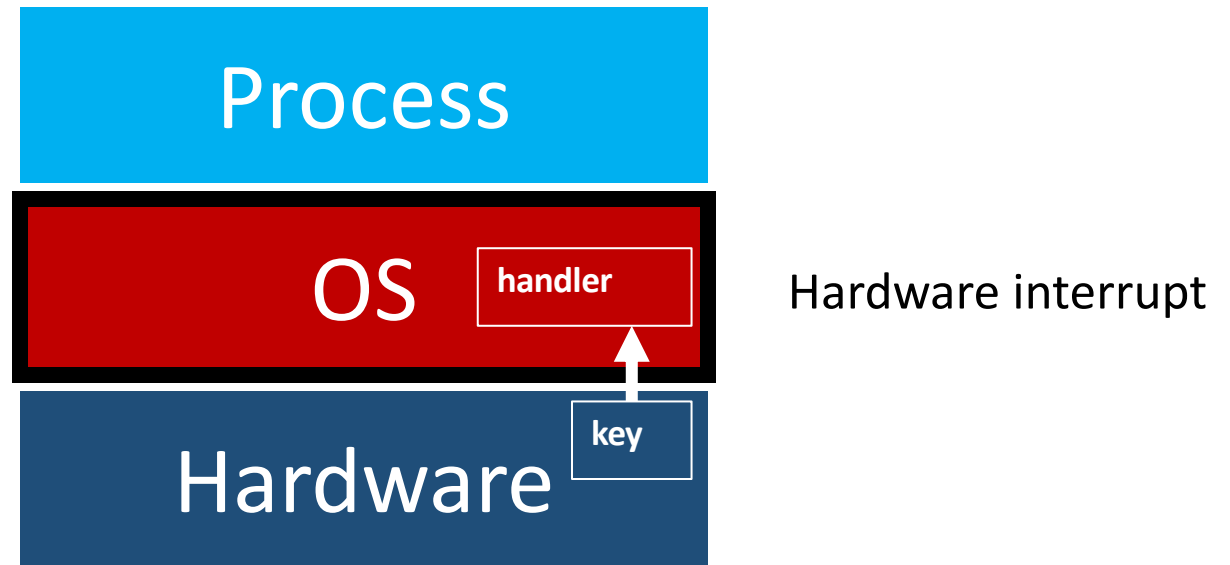 Process
OS
handler
Hardware interrupt
key
Hardware